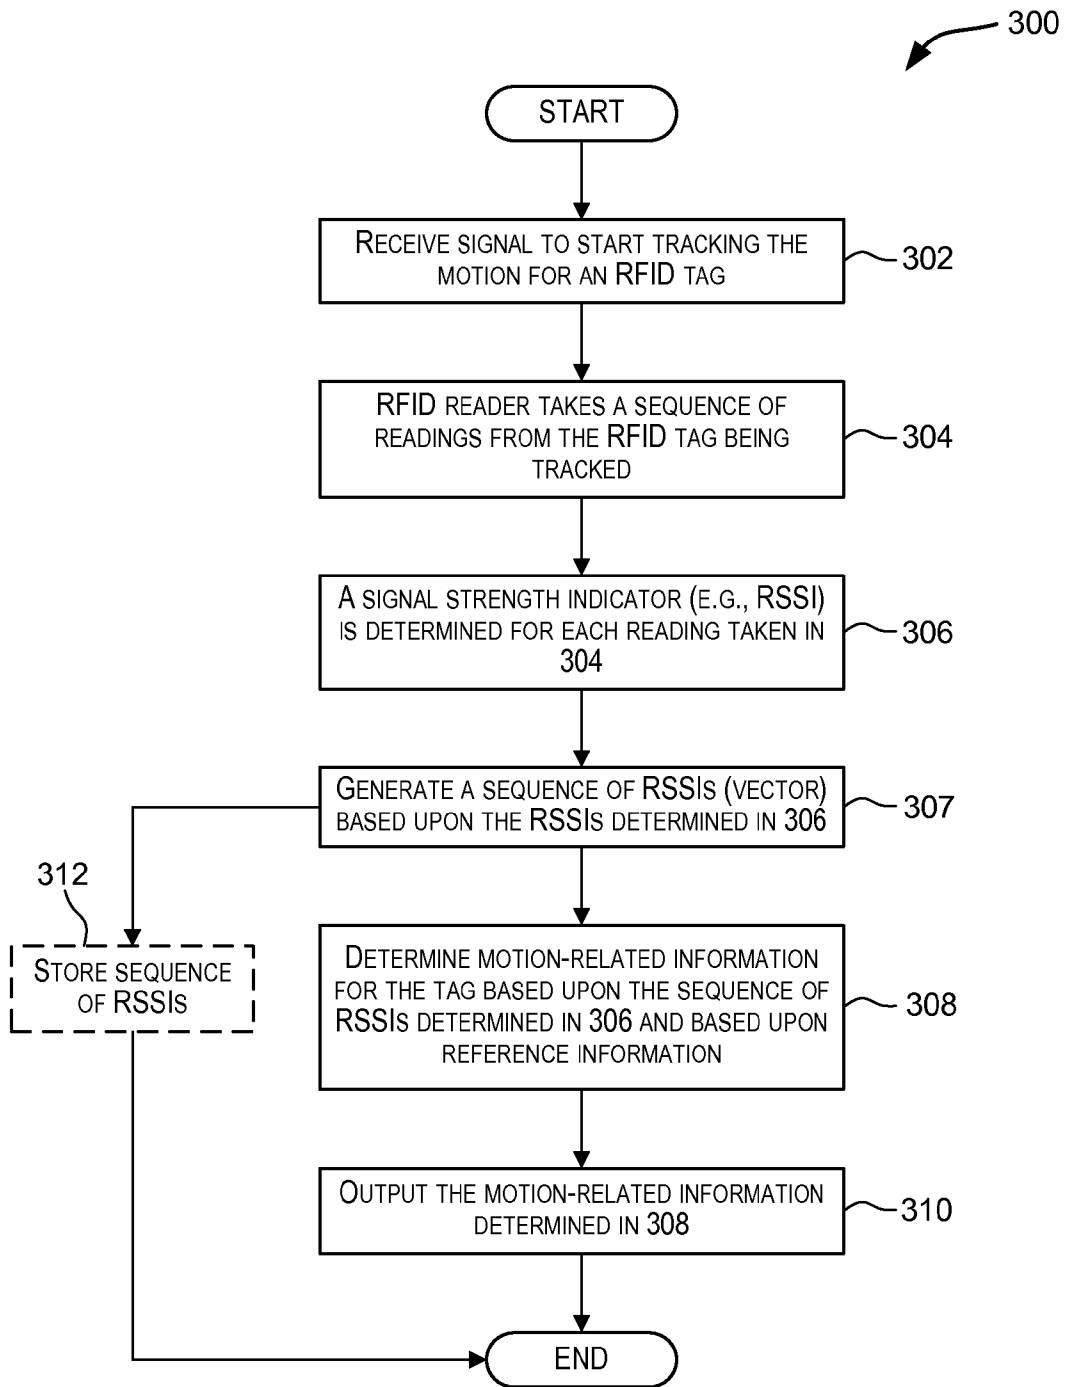 300
START
RECEIVE SIGNAL TO START TRACKING THE
MOTION FOR AN RFID TAG
302
RFID READER TAKES A SEQUENCE OF
READINGS FROM THE RFID TAG BEING
TRACKED
304
A SIGNAL STRENGTH INDICATOR (E.G., RSSI)
IS DETERMINED FOR EACH READING TAKEN IN
304
306
GENERATE A SEQUENCE OF RSSIS (VECTOR)
BASED UPON THE RSSIS DETERMINED IN 306
307
312
STORE SEQUENCE
OF RSSIS
DETERMINE MOTION-RELATED INFORMATION
FOR THE TAG BASED UPON THE SEQUENCE OF
RSSIS DETERMINED IN 306 AND BASED UPON
REFERENCE INFORMATION
308
OUTPUT THE MOTION-RELATED INFORMATION
DETERMINED IN 308
310
END